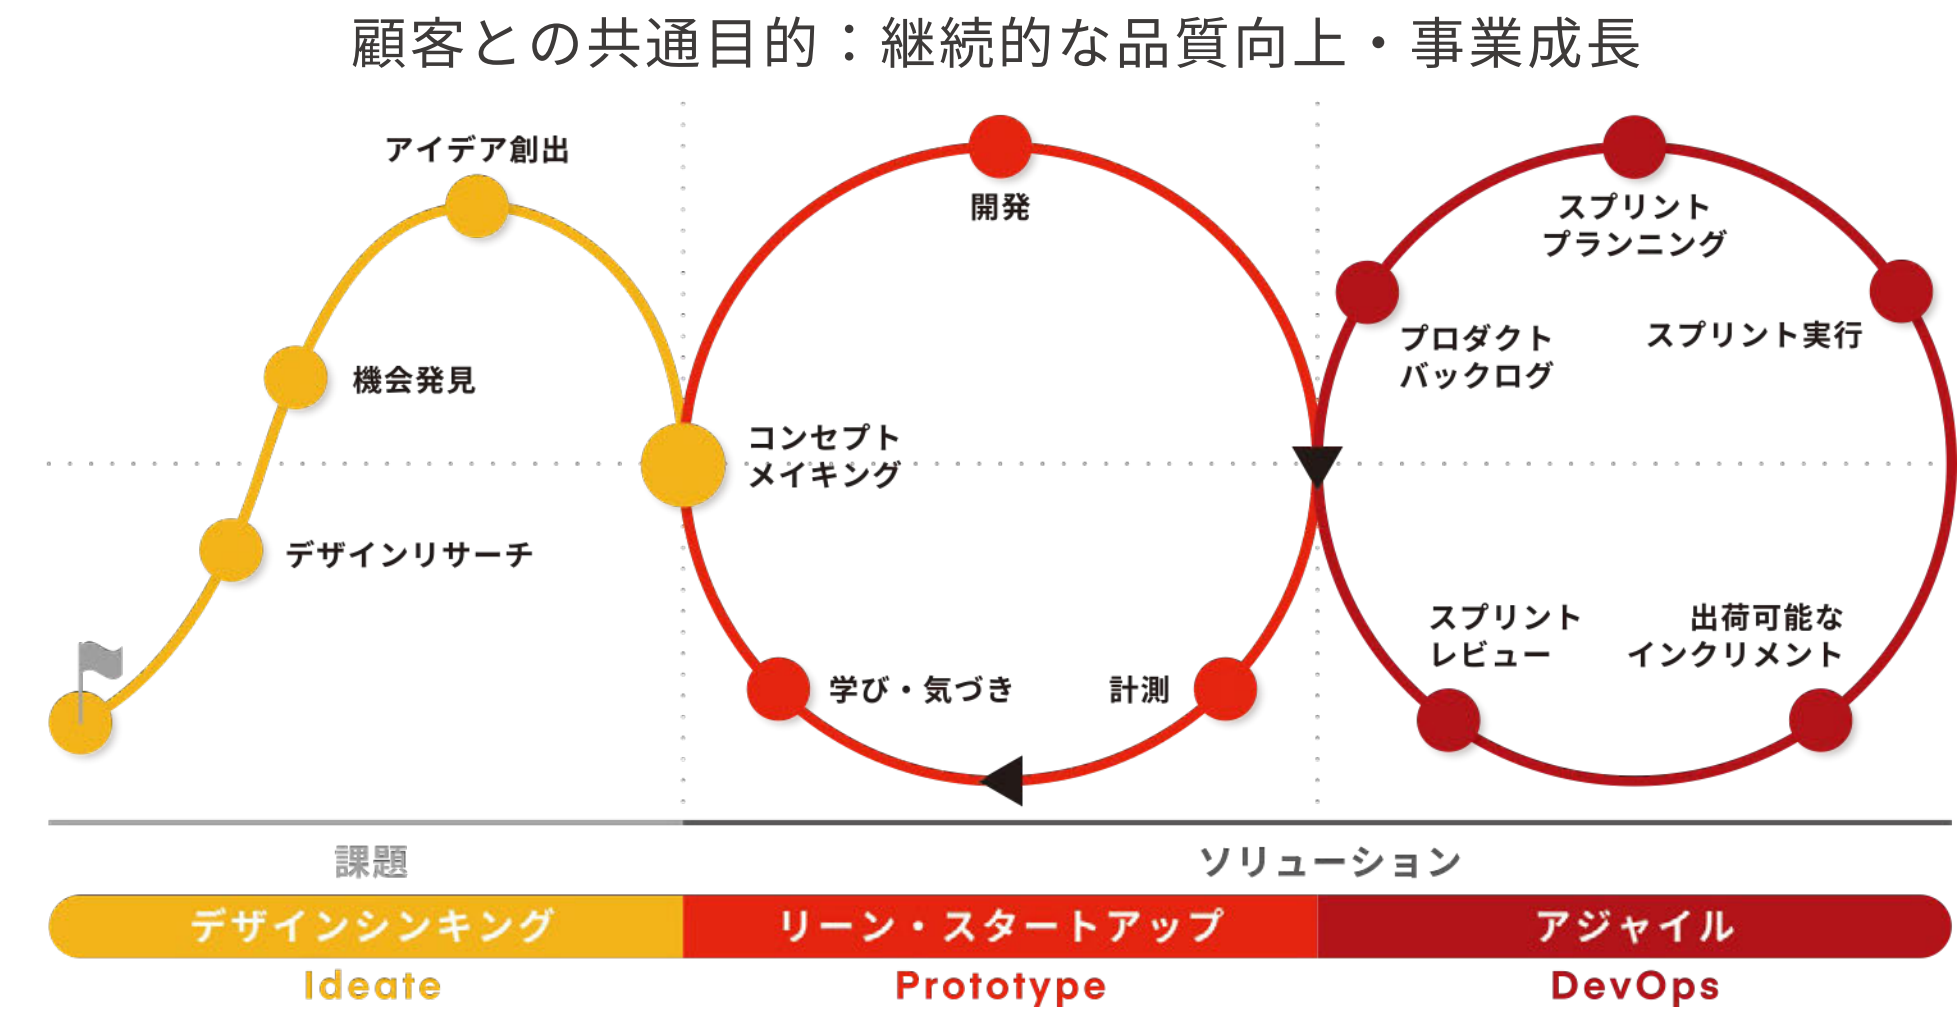 顧客との共通目的：継続的な品質向上・事業成長
アイデア創出
機会発見
デザインリサーチ
コンセプト
メイキング
開発
学び・気づき
計測
スプリント
プランニング
プロダクト
バックログ
スプリント実行
スプリント
レビュー
出荷可能な
インクリメント
課題
ソリューション
デザインシンキング
リーン・スタートアップ
アジャイル
Ideate
Prototype
DevOps